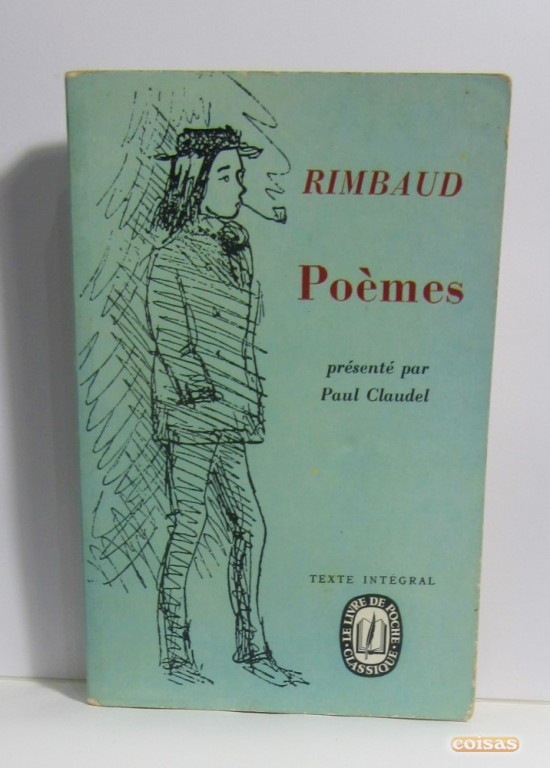 RIMBAUD
Poèmes
présenté par
Paul Claudel
TEXTE INTÉGRAL
LE LIVRE DE POCHE
CLASSIQUE
coisas